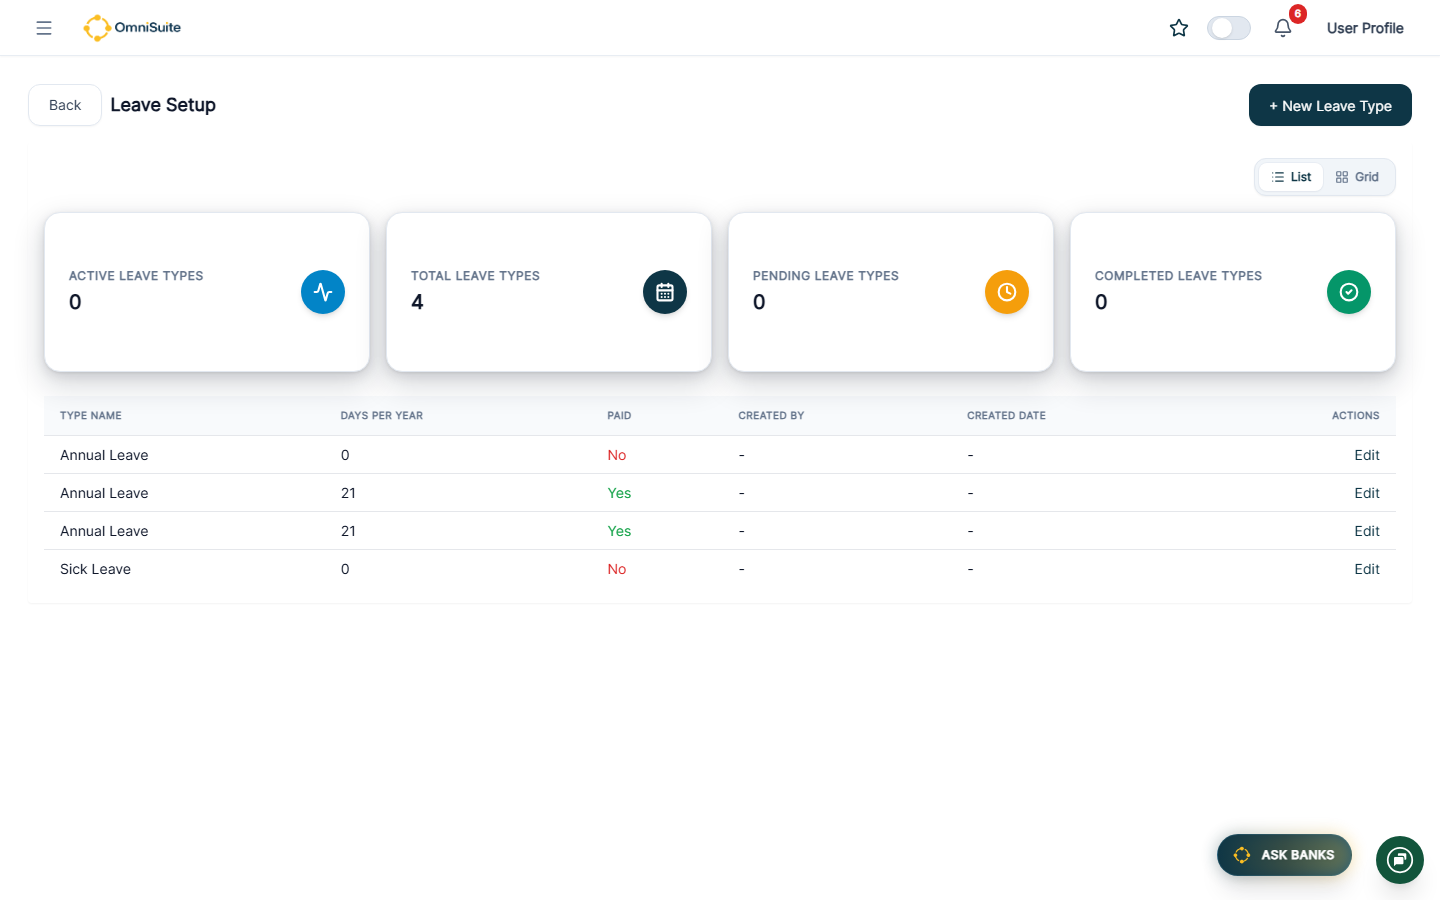 OmniSuite
6
User Profile
Back
Leave Setup
+ New Leave Type
List
Grid
ACTIVE LEAVE TYPES
0
TOTAL LEAVE TYPES
4
PENDING LEAVE TYPES
0
COMPLETED LEAVE TYPES
0
TYPE NAME DAYS PER YEAR PAID CREATED BY CREATED DATE ACTIONS
Annual Leave 0 No - - Edit
Annual Leave 21 Yes - - Edit
Annual Leave 21 Yes - - Edit
Sick Leave 0 No - - Edit
ASK BANKS